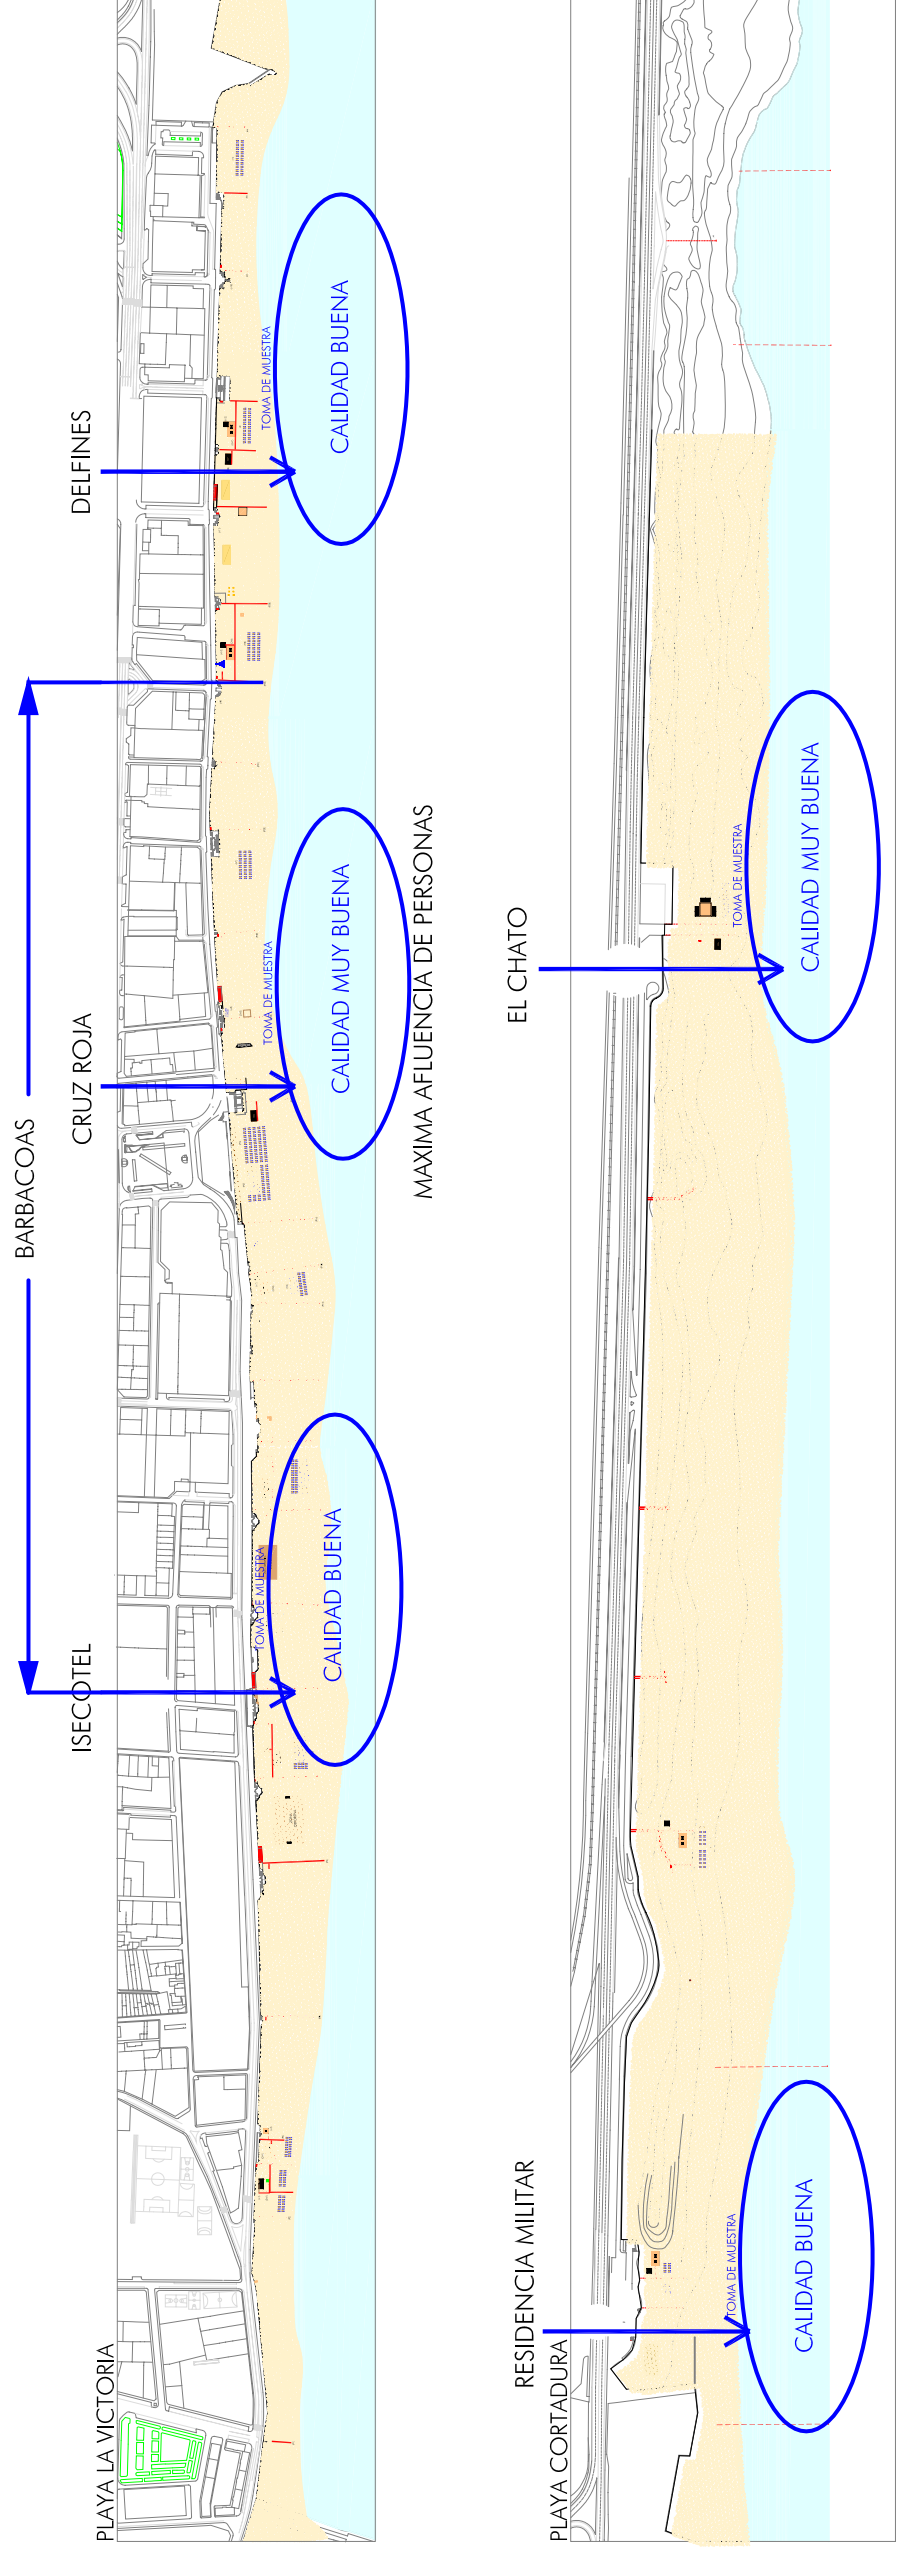 PLAYA LA VICTORIA
BARBACOAS
ISECOTEL
CRUZ ROJA
DELFINES
TOMA DE MUESTRA
CALIDAD BUENA
TOMA DE MUESTRA
CALIDAD MUY BUENA
TOMA DE MUESTRA
CALIDAD BUENA
MAXIMA AFLUENCIA DE PERSONAS
PLAYA CORTADURA
RESIDENCIA MILITAR
EL CHATO
TOMA DE MUESTRA
CALIDAD BUENA
TOMA DE MUESTRA
CALIDAD MUY BUENA